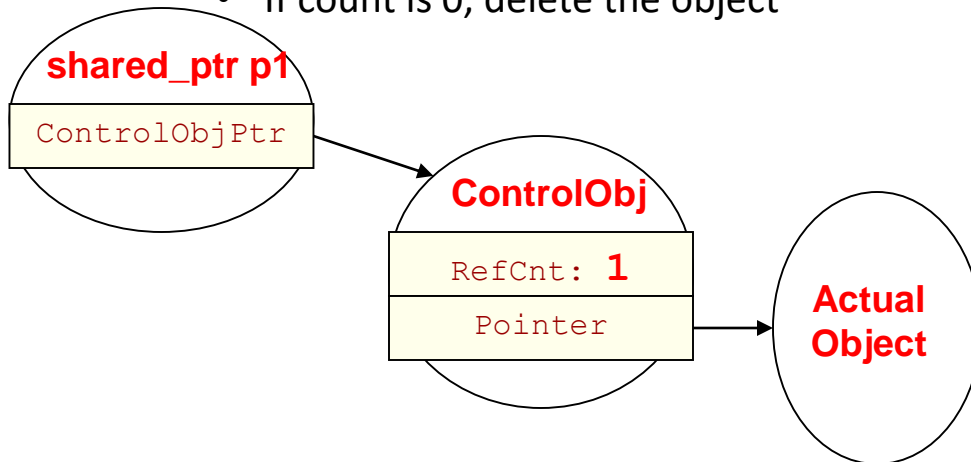 • If count is 0, delete the object
shared_ptr p1
ControlObjPtr
ControlObj
RefCnt: 1
Pointer
Actual
Object